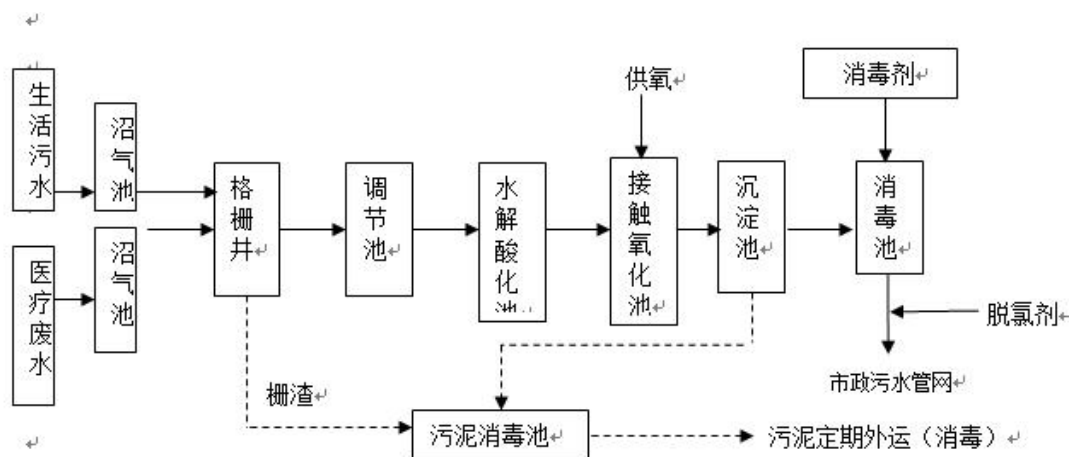 生活污水
沼气池
医疗废水
沼气池
格栅井
调节池
水解酸化池
供氧
接触氧化池
沉淀池
消毒剂
消毒池
脱氯剂
市政污水管网
栅渣
污泥消毒池
污泥定期外运（消毒）